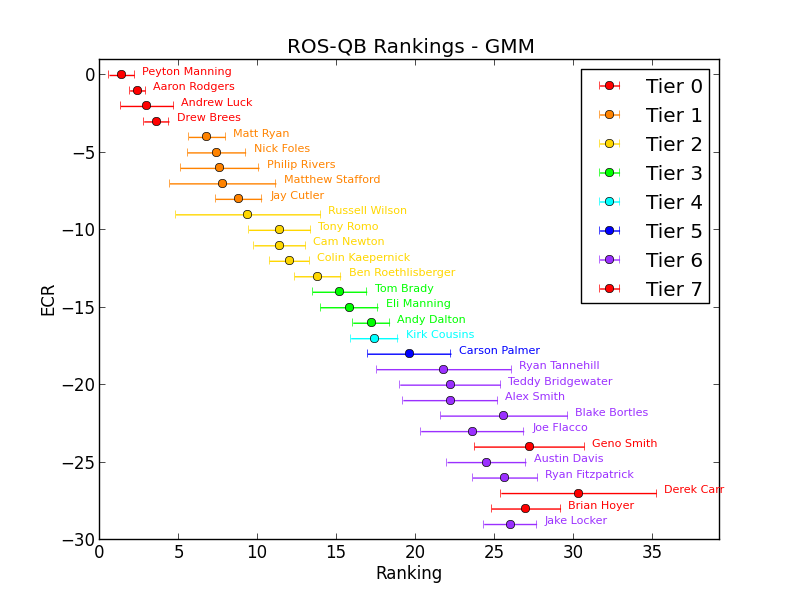 ROS-QB Rankings - GMM
Peyton Manning
Aaron Rodgers
Andrew Luck
Drew Brees
Matt Ryan
Nick Foles
Philip Rivers
Matthew Stafford
Jay Cutler
Russell Wilson
Tony Romo
Cam Newton
Colin Kaepernick
Ben Roethlisberger
Tom Brady
Eli Manning
Andy Dalton
Kirk Cousins
Carson Palmer
Ryan Tannehill
Teddy Bridgewater
Alex Smith
Blake Bortles
Joe Flacco
Geno Smith
Austin Davis
Ryan Fitzpatrick
Derek Carr
Brian Hoyer
Jake Locker
Tier 0
Tier 1
Tier 2
Tier 3
Tier 4
Tier 5
Tier 6
Tier 7
ECR
0
−5
−10
−15
−20
−25
−30
0 5 10 15 20 25 30 35
Ranking